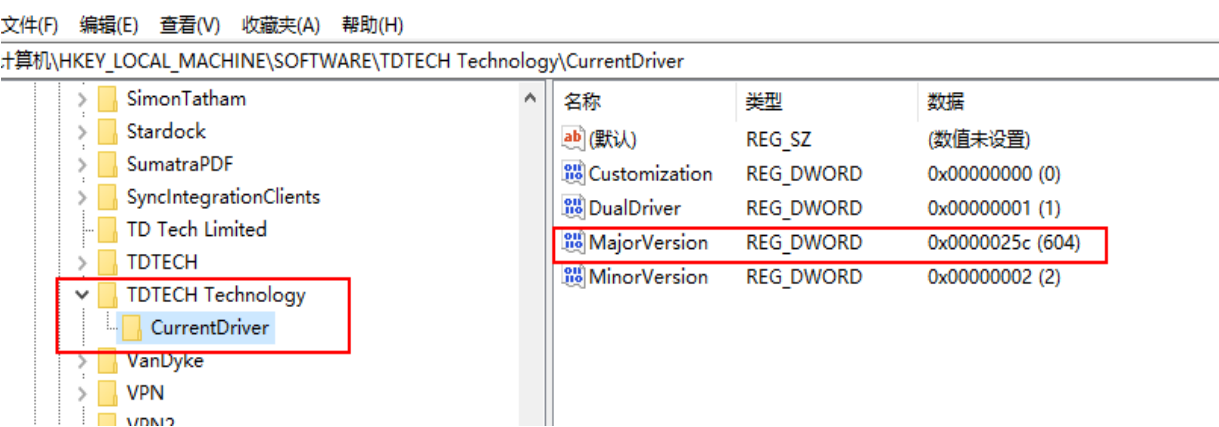 文件(F) 编辑(E) 查看(V) 收藏夹(A) 帮助(H)
计算机\HKEY_LOCAL_MACHINE\SOFTWARE\TDTECH Technology\CurrentDriver
SimonTatham
Stardock
SumatraPDF
SyncIntegrationClients
TD Tech Limited
TDTECH
TDTECH Technology
CurrentDriver
VanDyke
VPN
VPN2
名称 类型 数据
ab (默认) REG_SZ (数值未设置)
Customization REG_DWORD 0x00000000 (0)
DualDriver REG_DWORD 0x00000001 (1)
MajorVersion REG_DWORD 0x0000025c (604)
MinorVersion REG_DWORD 0x00000002 (2)